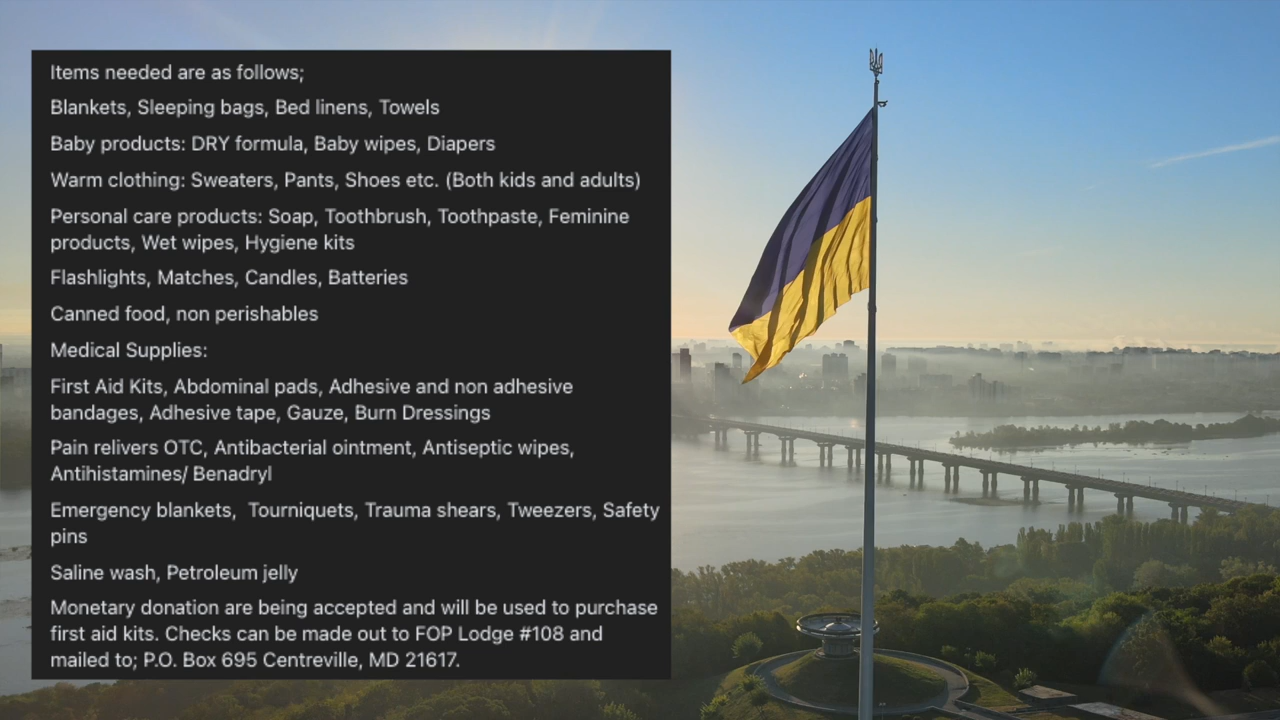 Items needed are as follows;
Blankets, Sleeping bags, Bed linens, Towels
Baby products: DRY formula, Baby wipes, Diapers
Warm clothing: Sweaters, Pants, Shoes etc. (Both kids and adults)
Personal care products: Soap, Toothbrush, Toothpaste, Feminine
products, Wet wipes, Hygiene kits
Flashlights, Matches, Candles, Batteries
Canned food, non perishables
Medical Supplies:
First Aid Kits, Abdominal pads, Adhesive and non adhesive
bandages, Adhesive tape, Gauze, Burn Dressings
Pain relivers OTC, Antibacterial ointment, Antiseptic wipes,
Antihistamines/ Benadryl
Emergency blankets,  Tourniquets, Trauma shears, Tweezers, Safety
pins
Saline wash, Petroleum jelly
Monetary donation are being accepted and will be used to purchase
first aid kits. Checks can be made out to FOP Lodge #108 and
mailed to; P.O. Box 695 Centreville, MD 21617.